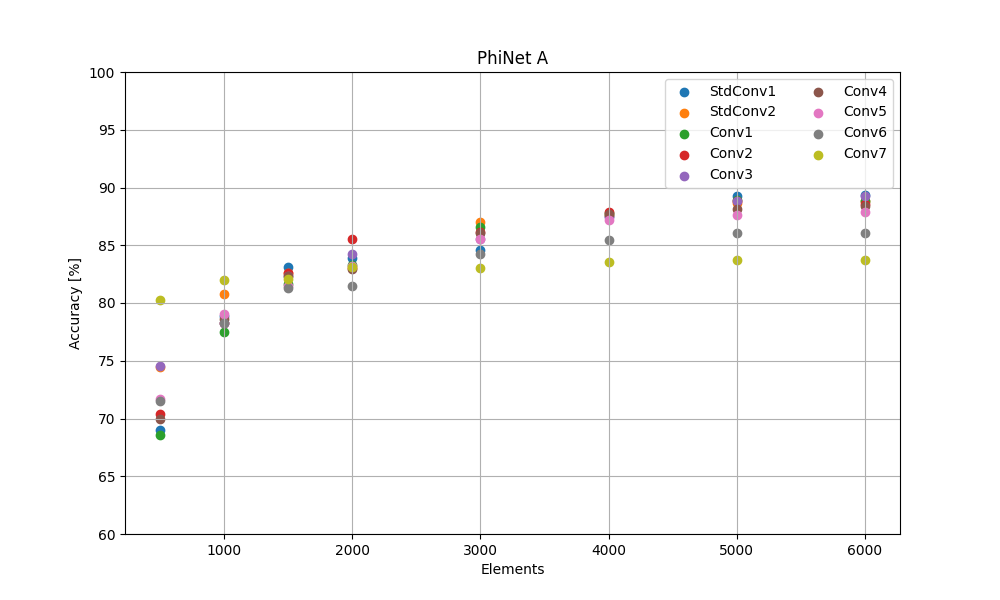 PhiNet A
100
95
90
85
80
75
70
65
60
Accuracy [%]
StdConv1
StdConv2
Conv1
Conv2
Conv3
Conv4
Conv5
Conv6
Conv7
1000 2000 3000 4000 5000 6000
Elements